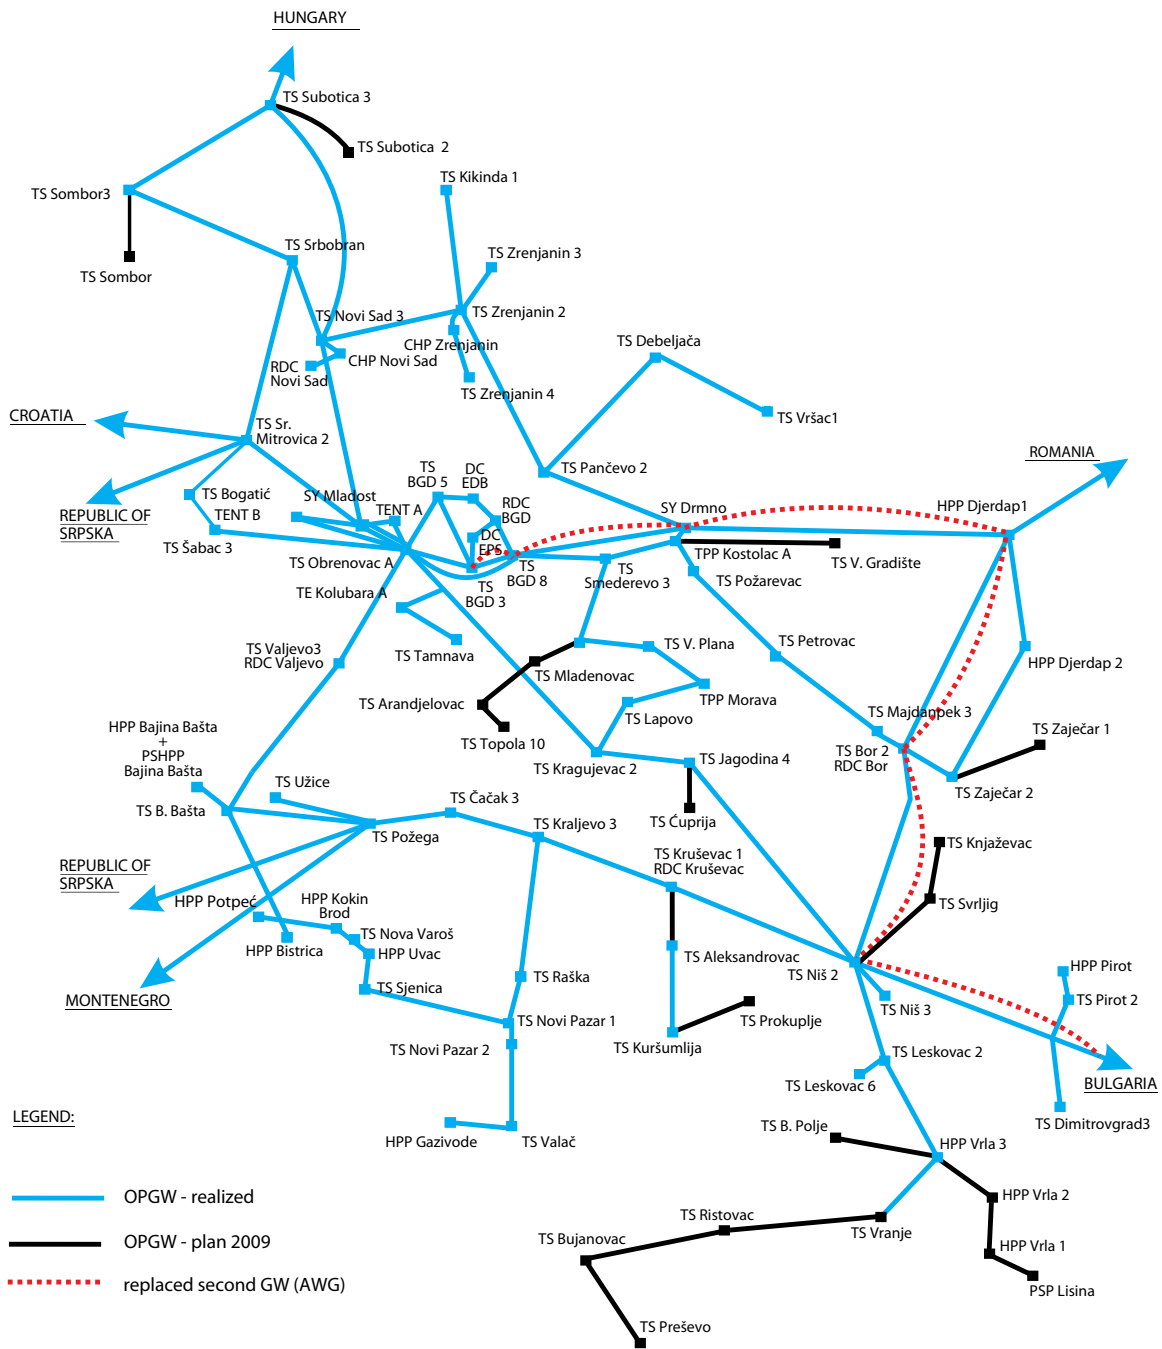 HUNGARY
TS Subotica 3
TS Subotica 2
TS Sombor3
TS Kikinda 1
TS Srbobran
TS Zrenjanin 3
TS Sombor
TS Novi Sad 3
TS Zrenjanin 2
CHP Zrenjanin
TS Debeljača
CHP Novi Sad
RDC
Novi Sad
TS Zrenjanin 4
CROATIA
TS Vršac1
TS Sr.
Mitrovica 2
ROMANIA
TS
BGD 5
DC
EDB
TS Pančevo 2
TS Bogatić
SY Mladost
RDC
BGD
SY Drmno
HPP Djerdap1
REPUBLIC OF
SRPSKA
TENT B
TENT A
TS Šabac 3
DC
EPS
TS Obrenovac A
TS
BGD 8
TPP Kostolac A
TS V. Gradište
TS
Smederevo 3
TS Požarevac
TE Kolubara A
TS
BGD 3
TS Valjevo3
RDC Valjevo
TS Tamnava
TS V. Plana
TS Petrovac
HPP Djerdap 2
TS Mladenovac
TPP Morava
TS Arandjelovac
TS Lapovo
TS Majdanpek 3
HPP Bajina Bašta
+
PSHPP
Bajina Bašta
TS Topola 10
TS Zaječar 1
TS Bor 2
RDC Bor
TS Kragujevac 2
TS Jagodina 4
TS Užice
TS Zaječar 2
TS B. Bašta
TS Čačak 3
TS Ćuprija
TS Požega
TS Kraljevo 3
TS Knjaževac
TS Kruševac 1
RDC Kruševac
REPUBLIC OF
SRPSKA
HPP Potpeć
HPP Kokin
Brod
TS Svrljig
TS Nova Varoš
HPP Bistrica
HPP Uvac
TS Aleksandrovac
TS Niš 2
HPP Pirot
TS Raška
TS Sjenica
MONTENEGRO
TS Pirot 2
TS Niš 3
TS Prokuplje
TS Novi Pazar 1
TS Novi Pazar 2
TS Kuršumlija
TS Leskovac 2
TS Leskovac 6
BULGARIA
LEGEND:
TS B. Polje
TS Dimitrovgrad3
HPP Gazivode
TS Valač
HPP Vrla 3
OPGW - realized
HPP Vrla 2
TS Ristovac
TS Vranje
OPGW - plan 2009
TS Bujanovac
HPP Vrla 1
replaced second GW (AWG)
PSP Lisina
TS Preševo